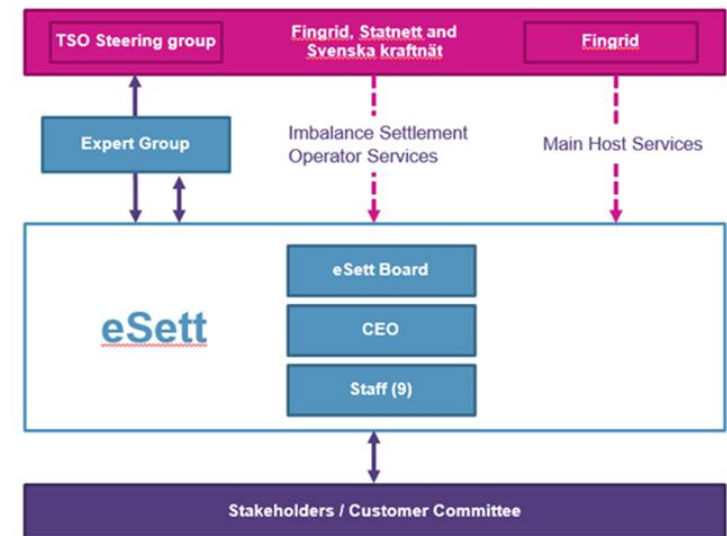 TSO Steering group
Fingrid, Statnett and
Svenska kraftnät
Fingrid
Expert Group
Imbalance Settlement
Operator Services
Main Host Services
eSett
eSett Board
CEO
Staff (9)
Stakeholders / Customer Committee